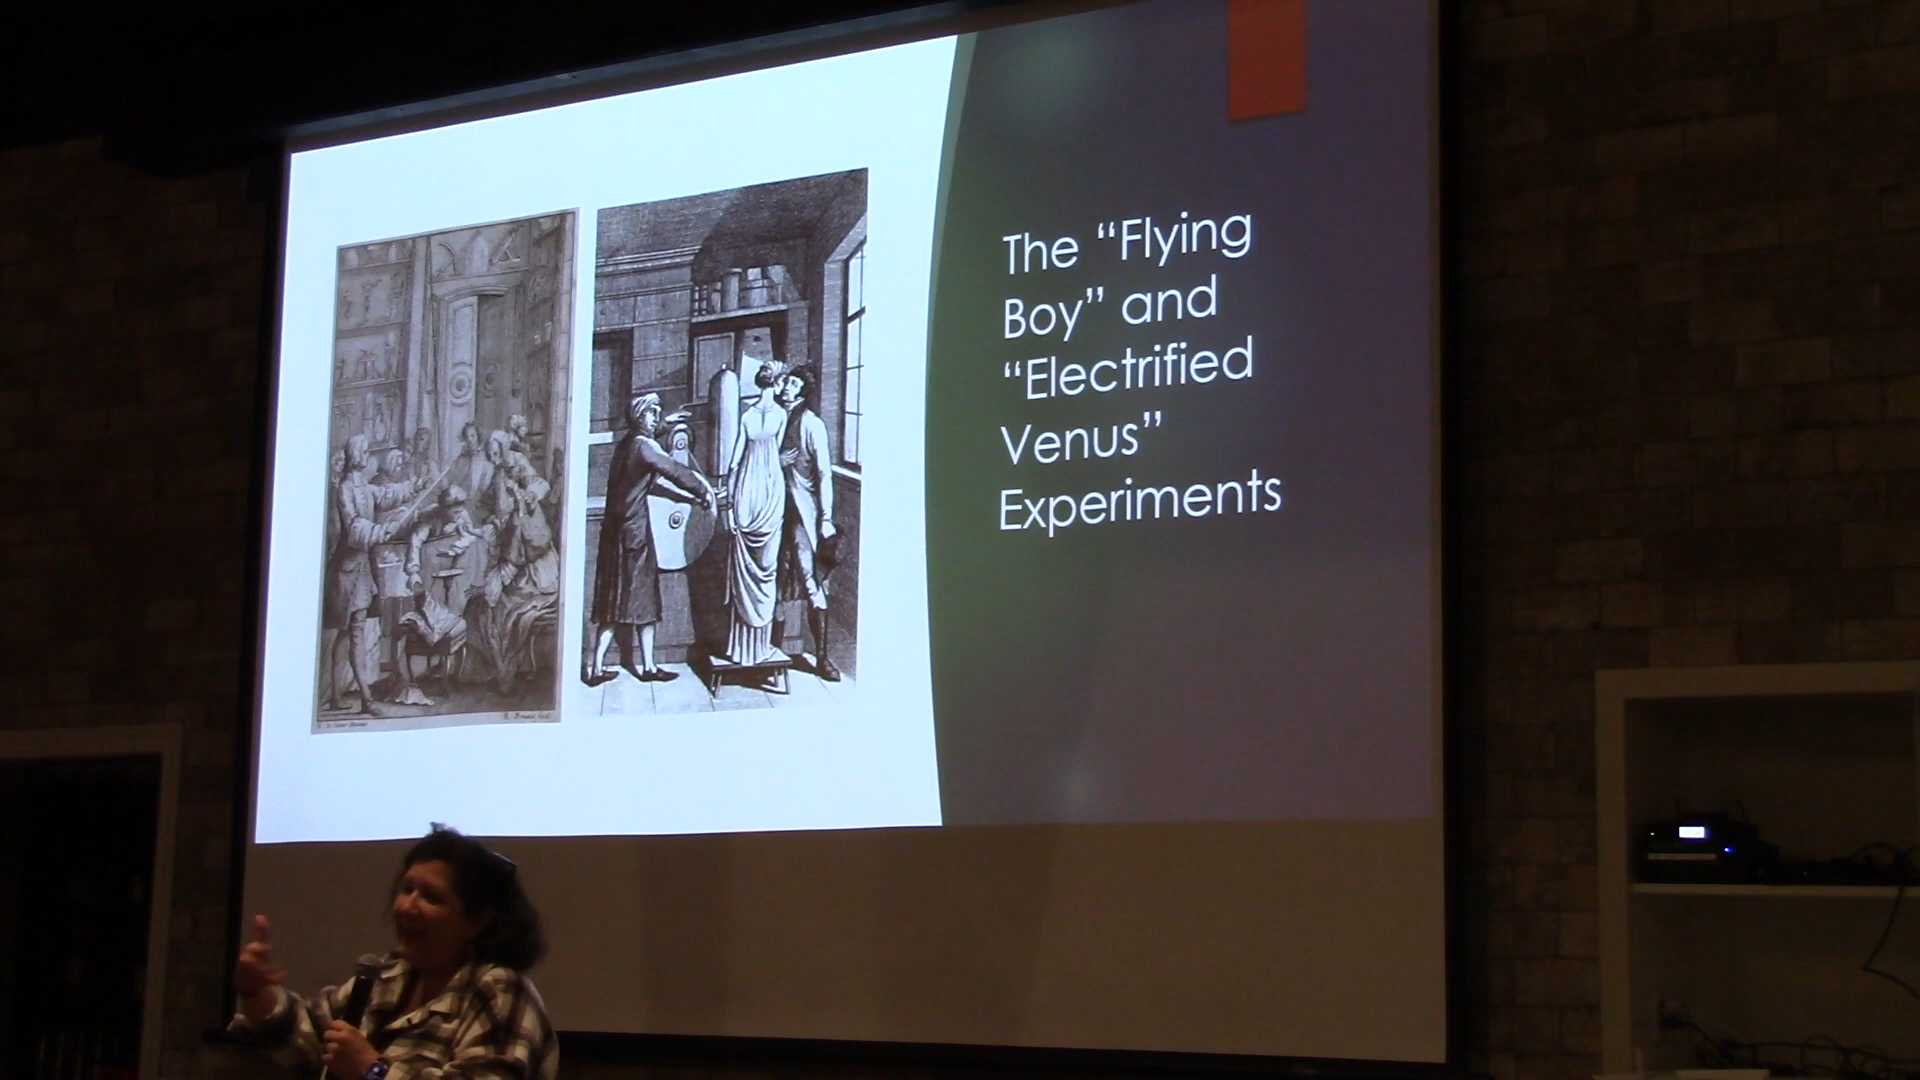 The “Flying
Boy” and
“Electrified
Venus”
Experiments